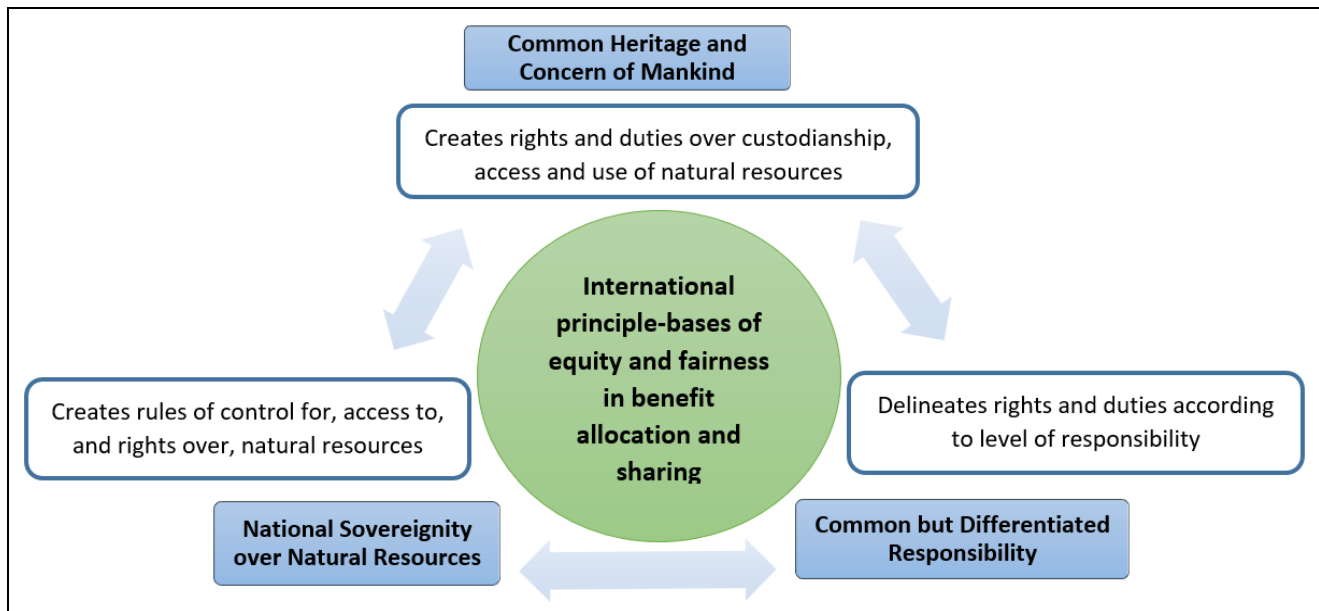 Common Heritage and
Concern of Mankind
Creates rights and duties over custodianship,
access and use of natural resources
International
principle-bases of
equity and fairness
in benefit
allocation and
sharing
Creates rules of control for, access to,
and rights over, natural resources
Delineates rights and duties according
to level of responsibility
National Sovereignity
over Natural Resources
Common but Differentiated
Responsibility